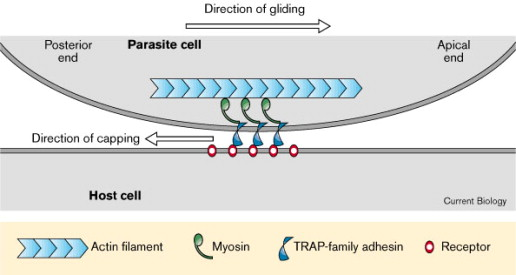 Direction of gliding
Posterior
end
Parasite cell
Apical
end
Direction of capping
Host cell
Current Biology
Actin filament
Myosin
TRAP-family adhesin
Receptor